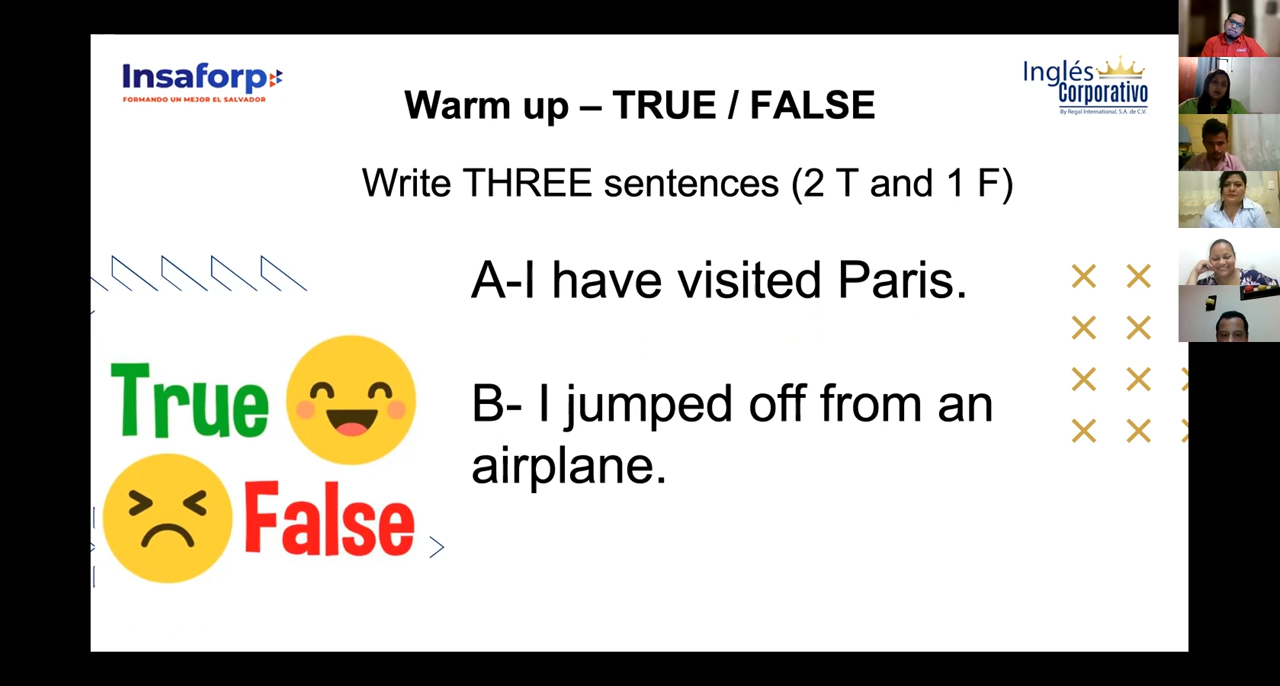 Insaforp
FORMANDO UN MEJOR EL SALVADOR
Inglés
Corporativo
By Regal International, S.A. de C.V.
Warm up – TRUE / FALSE
Write THREE sentences (2 T and 1 F)
A-I have visited Paris.
True
B- I jumped off from an
airplane.
False